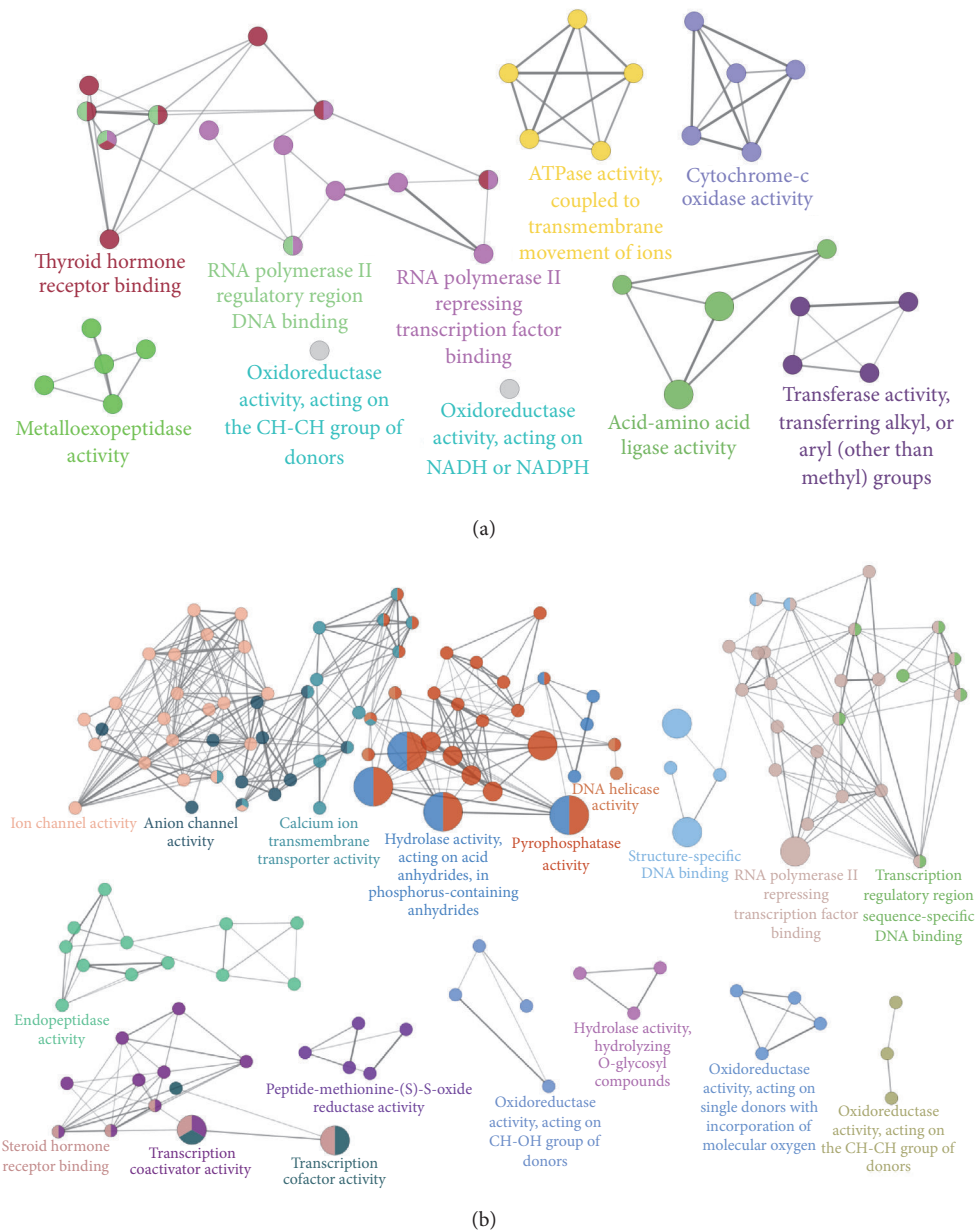 ATPase activity,
coupled to
transmembrane
movement of ions
Cytochrome-c
oxidase activity
Thyroid hormone
receptor binding
RNA polymerase II
regulatory region
DNA binding
RNA polymerase II
repressing
transcription factor
binding
Metalloexopeptidase
activity
Oxidoreductase
activity, acting on
the CH-CH group of
donors
Oxidoreductase
activity, acting on
NADH or NADPH
Acid-amino acid
ligase activity
Transferase activity,
transferring alkyl, or
aryl (other than
methyl) groups
(a)
Ion channel activity
Anion channel
activity
Calcium ion
transmembrane
transporter activity
Hydrolase activity,
acting on acid
anhydrides, in
phosphorus-containing
anhydrides
Pyrophosphatase
activity
DNA helicase
activity
Structure-specific
DNA binding
RNA polymerase II
repressing
transcription factor
binding
Transcription
regulatory region
sequence-specific
DNA binding
Endopeptidase
activity
Steroid hormone
receptor binding
Transcription
coactivator activity
Peptide-methionine-(S)-S-oxide
reductase activity
Transcription
cofactor activity
Oxidoreductase
activity, acting on
CH-OH group of
donors
Hydrolase activity,
hydrolyzing
O-glycosyl
compounds
Oxidoreductase
activity, acting on
single donors with
incorporation of
molecular oxygen
Oxidoreductase
activity, acting on
the CH-CH group of
donors
(b)